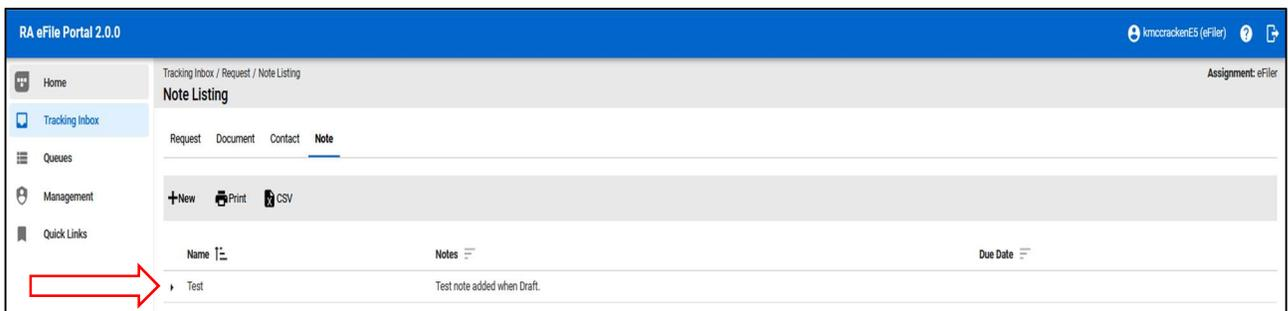 RA eFile Portal 2.0.0
kmccrackenE5 (eFiler)
Home
Tracking Inbox
Queues
Management
Quick Links
Tracking Inbox / Request / Note Listing
Assignment: eFiler
Note Listing
Request Document Contact Note
+New Print CSV
Name Notes Due Date
Test Test note added when Draft.